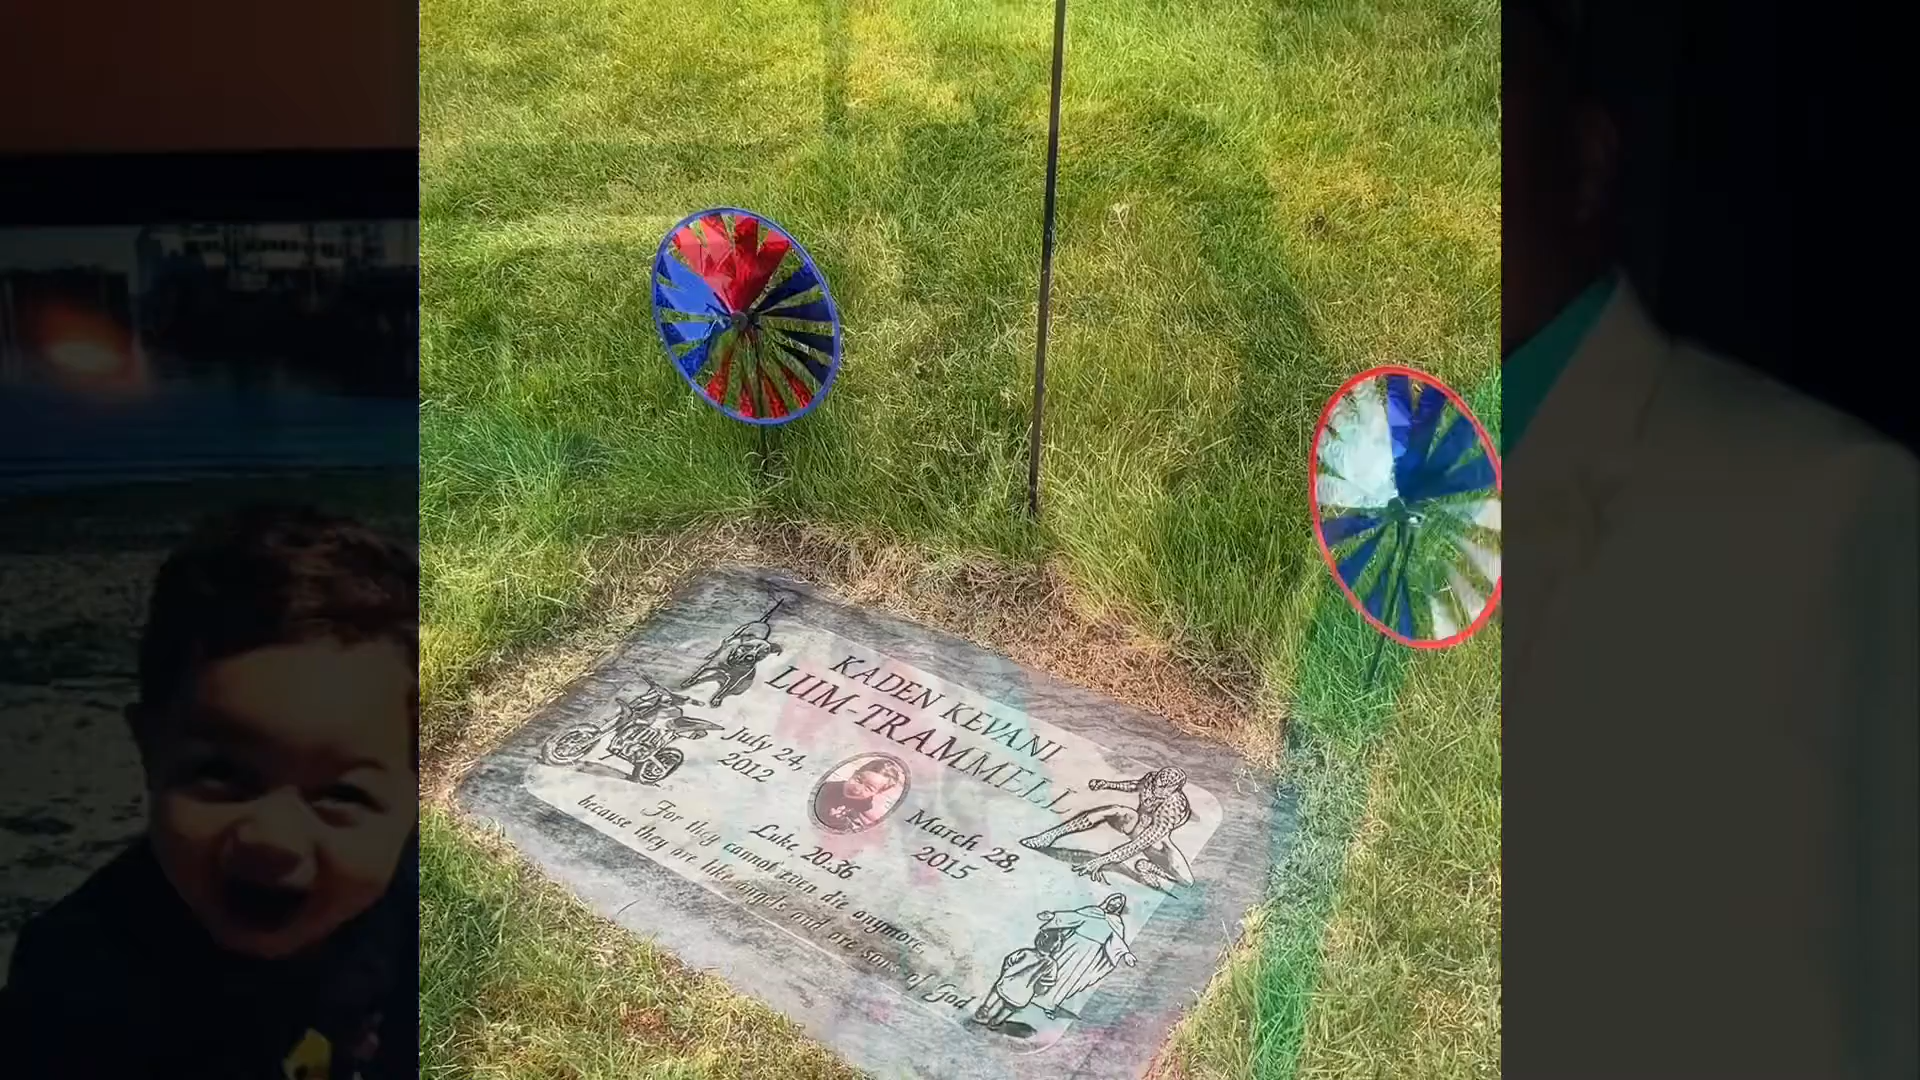 KADEN KEVANI
LUM-TRAMMELL
July 24,
2012
March 28,
2015
Luke 20:36
For they cannot even die anymore,
because they are like angels and are sons of God